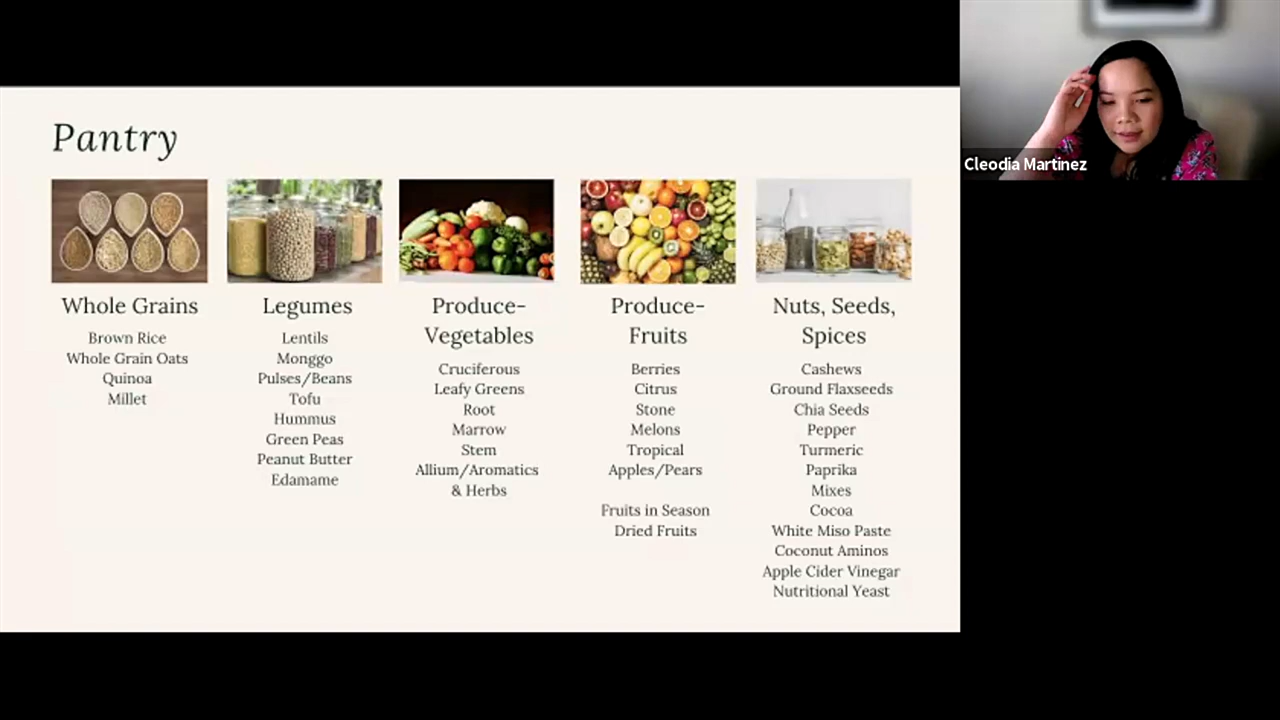 Pantry
Whole Grains
Brown Rice
Whole Grain Oats
Quinoa
Millet
Legumes
Lentils
Monggo
Pulses/Beans
Tofu
Hummus
Green Peas
Peanut Butter
Edamame
Produce-
Vegetables
Cruciferous
Leafy Greens
Root
Marrow
Stem
Allium/Aromatics
& Herbs
Produce-
Fruits
Berries
Citrus
Stone
Melons
Tropical
Apples/Pears
Fruits in Season
Dried Fruits
Nuts, Seeds,
Spices
Cashews
Ground Flaxseeds
Chia Seeds
Pepper
Turmeric
Paprika
Mixes
Cocoa
White Miso Paste
Coconut Aminos
Apple Cider Vinegar
Nutritional Yeast
Cleodia Martinez